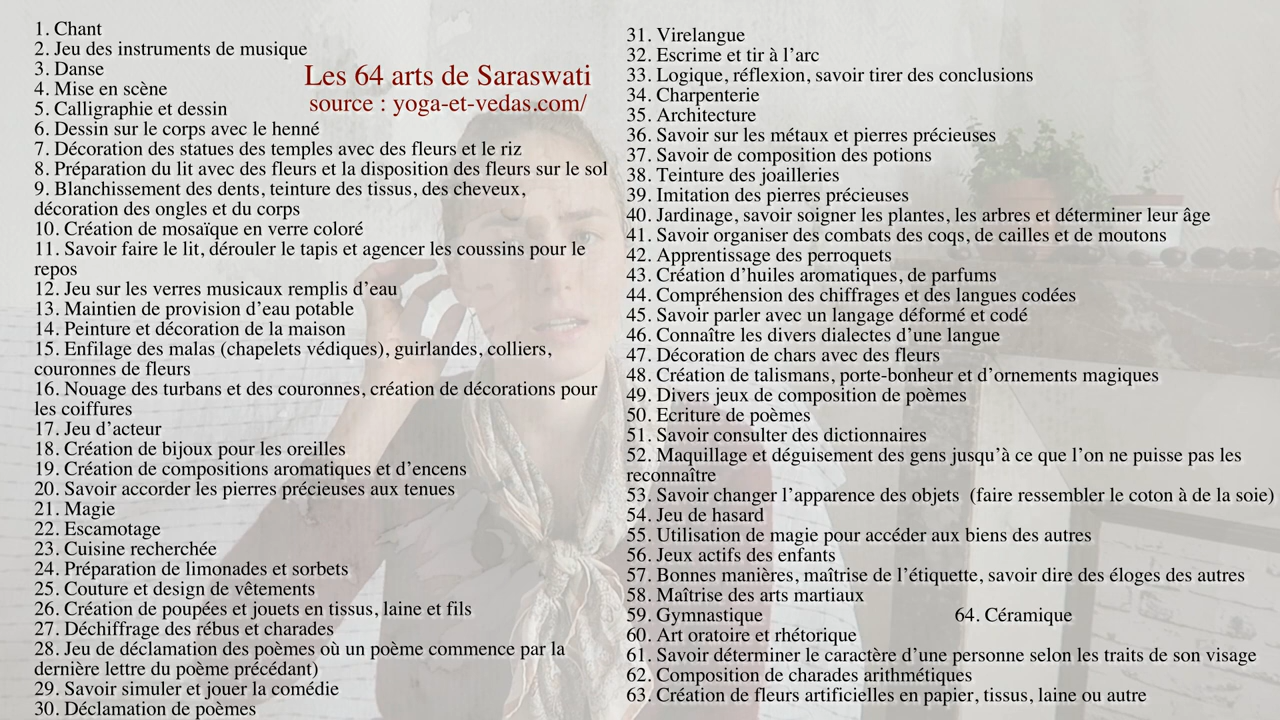 1. Chant
2. Jeu des instruments de musique
3. Danse
4. Mise en scène
5. Calligraphie et dessin
6. Dessin sur le corps avec le henné
7. Décoration des statues des temples avec des fleurs et le riz
8. Préparation du lit avec des fleurs et la disposition des fleurs sur le sol
9. Blanchissement des dents, teinture des tissus, des cheveux,
décoration des ongles et du corps
10. Création de mosaïque en verre coloré
11. Savoir faire le lit, dérouler le tapis et agencer les coussins pour le
repos
12. Jeu sur les verres musicaux remplis d'eau
13. Maintien de provision d'eau potable
14. Peinture et décoration de la maison
15. Enfilage des malas (chapelets védiques), guirlandes, colliers,
couronnes de fleurs
16. Nouage des turbans et des couronnes, création de décorations pour
les coiffures
17. Jeu d'acteur
18. Création de bijoux pour les oreilles
19. Création de compositions aromatiques et d'encens
20. Savoir accorder les pierres précieuses aux tenues
21. Magie
22. Escamotage
23. Cuisine recherchée
24. Préparation de limonades et sorbets
25. Couture et design de vêtements
26. Création de poupées et jouets en tissus, laine et fils
27. Déchiffrage des rébus et charades
28. Jeu de déclamation des poèmes où un poème commence par la
dernière lettre du poème précédant)
29. Savoir simuler et jouer la comédie
30. Déclamation de poèmes
Les 64 arts de Saraswati
source : yoga-et-vedas.com/
31. Virelangue
32. Escrime et tir à l'arc
33. Logique, réflexion, savoir tirer des conclusions
34. Charpenterie
35. Architecture
36. Savoir sur les métaux et pierres précieuses
37. Savoir de composition des potions
38. Teinture des joailleries
39. Imitation des pierres précieuses
40. Jardinage, savoir soigner les plantes, les arbres et déterminer leur âge
41. Savoir organiser des combats des coqs, de cailles et de moutons
42. Apprentissage des perroquets
43. Création d'huiles aromatiques, de parfums
44. Compréhension des chiffrages et des langues codées
45. Savoir parler avec un langage déformé et codé
46. Connaître les divers dialectes d'une langue
47. Décoration de chars avec des fleurs
48. Création de talismans, porte-bonheur et d'ornements magiques
49. Divers jeux de composition de poèmes
50. Ecriture de poèmes
51. Savoir consulter des dictionnaires
52. Maquillage et déguisement des gens jusqu'à ce que l'on ne puisse pas les
reconnaître
53. Savoir changer l'apparence des objets (faire ressembler le coton à de la soie)
54. Jeu de hasard
55. Utilisation de magie pour accéder aux biens des autres
56. Jeux actifs des enfants
57. Bonnes manières, maîtrise de l'étiquette, savoir dire des éloges des autres
58. Maîtrise des arts martiaux
59. Gymnastique
60. Art oratoire et rhétorique
61. Savoir déterminer le caractère d'une personne selon les traits de son visage
62. Composition de charades arithmétiques
63. Création de fleurs artificielles en papier, tissus, laine ou autre
64. Céramique